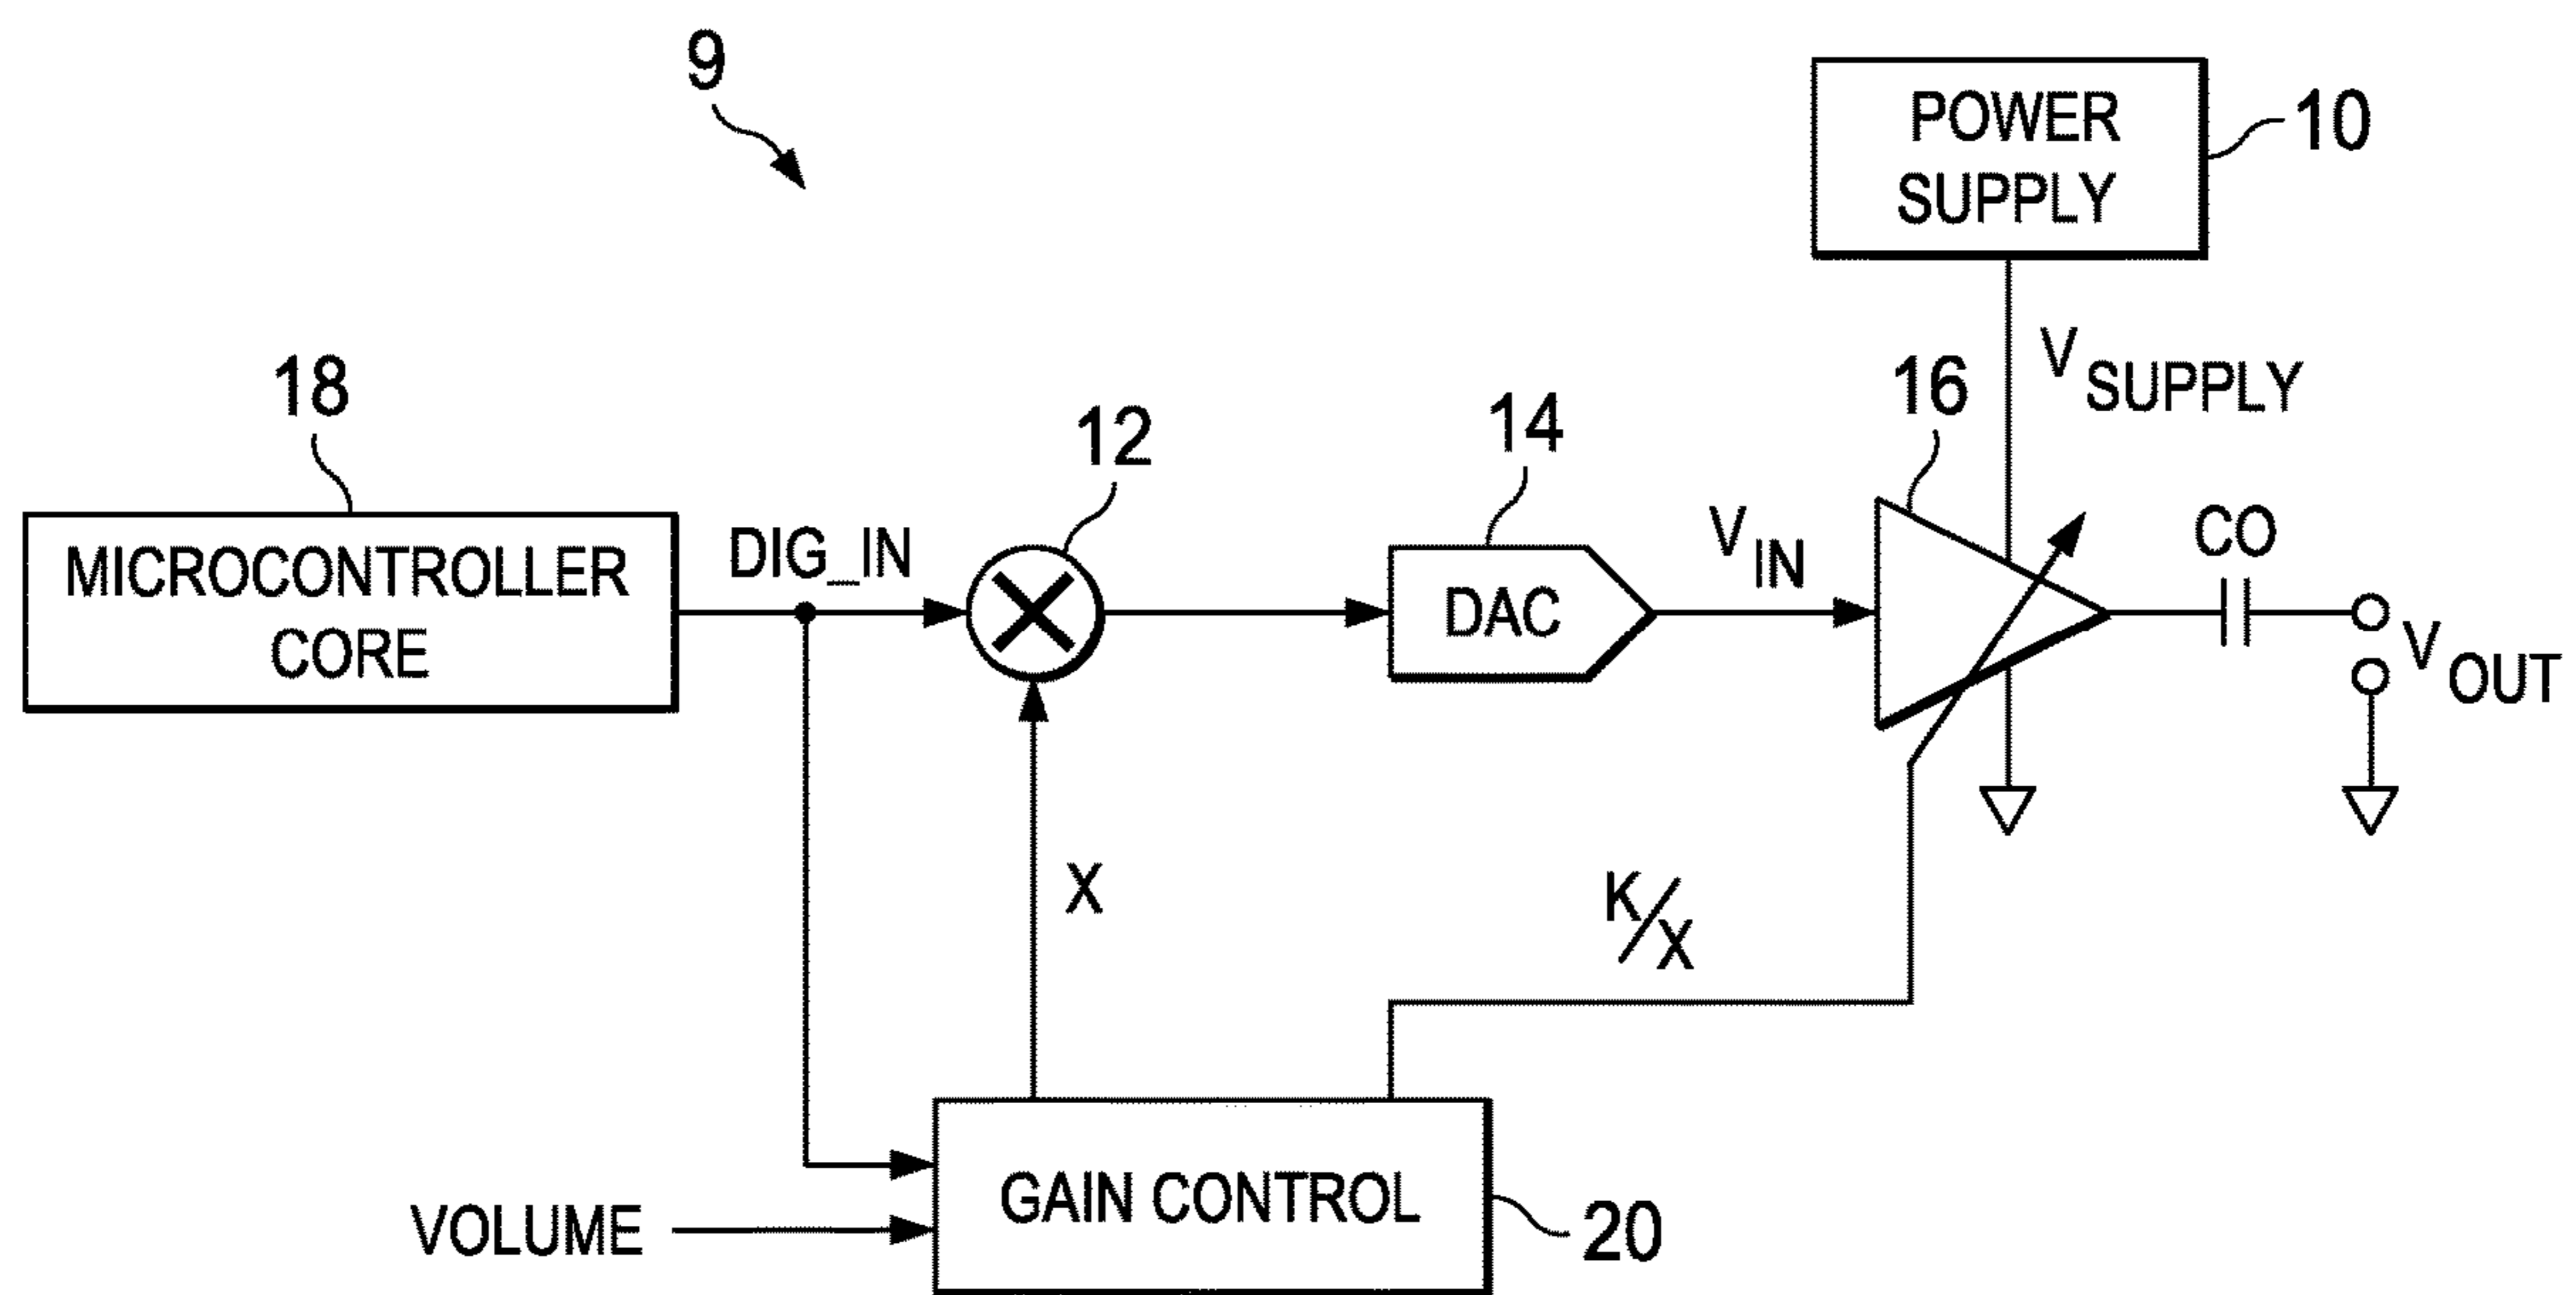 9
POWER
SUPPLY
10
V SUPPLY
18
12
14
16
MICROCONTROLLER
CORE
DIG_IN
DAC
V IN
CO
V OUT
X
K/X
GAIN CONTROL
VOLUME
20